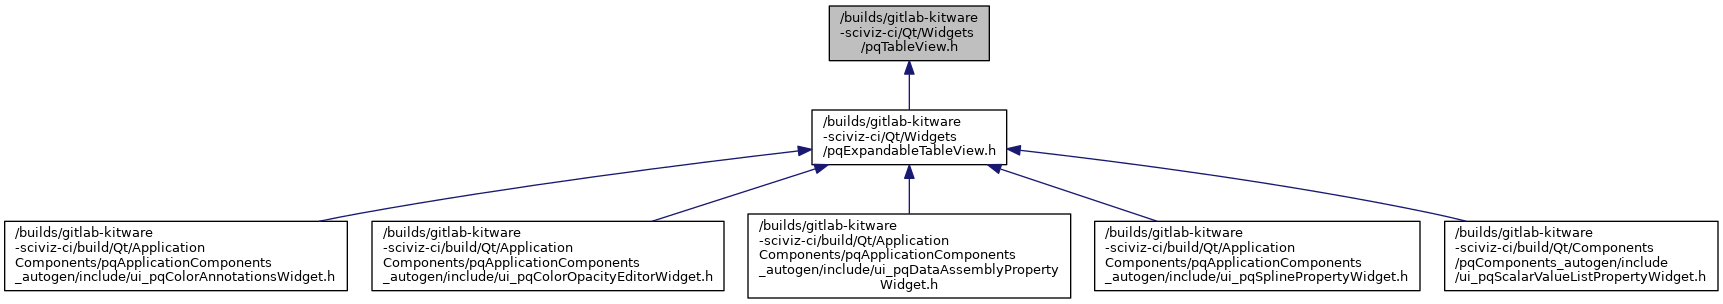 /builds/gitlab-kitware
-sciviz-ci/Qt/Widgets
/pqTableView.h
/builds/gitlab-kitware
-sciviz-ci/Qt/Widgets
/pqExpandableTableView.h
/builds/gitlab-kitware
-sciviz-ci/build/Qt/Application
Components/pqApplicationComponents
_autogen/include/ui_pqColorAnnotationsWidget.h
/builds/gitlab-kitware
-sciviz-ci/build/Qt/Application
Components/pqApplicationComponents
_autogen/include/ui_pqColorOpacityEditorWidget.h
/builds/gitlab-kitware
-sciviz-ci/build/Qt/Application
Components/pqApplicationComponents
_autogen/include/ui_pqDataAssemblyProperty
Widget.h
/builds/gitlab-kitware
-sciviz-ci/build/Qt/Application
Components/pqApplicationComponents
_autogen/include/ui_pqSplinePropertyWidget.h
/builds/gitlab-kitware
-sciviz-ci/build/Qt/Components
/pqComponents_autogen/include
/ui_pqScalarValueListPropertyWidget.h